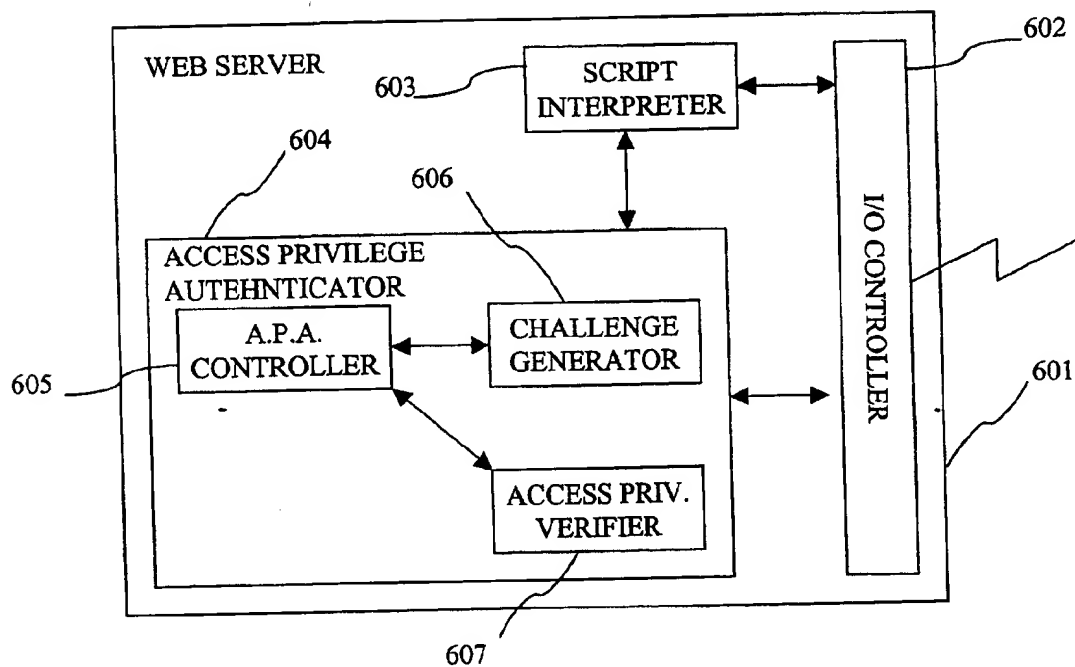 602
WEB SERVER
603
SCRIPT
INTERPRETER
604
606
I/O CONTROLLER
ACCESS PRIVILEGE
AUTEHNTICATOR
A.P.A.
CONTROLLER
CHALLENGE
GENERATOR
605
601
ACCESS PRIV.
VERIFIER
607